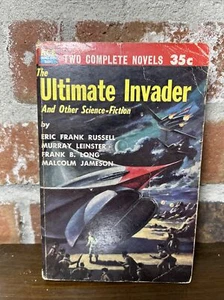 TWO COMPLETE NOVELS 35c
The
Ultimate Invader
And Other Science-Fiction
by
ERIC FRANK RUSSELL
MURRAY LEINSTER
FRANK B. LONG
MALCOLM JAMESON